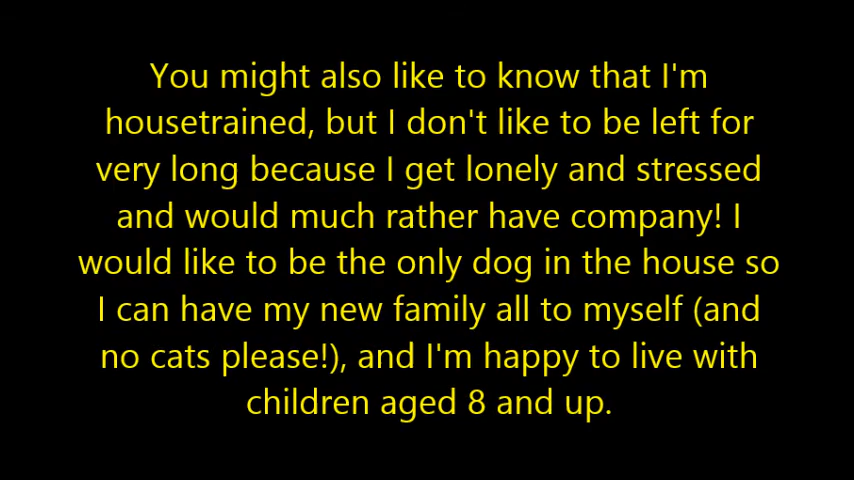 You might also like to know that I'm
housetrained, but I don't like to be left for
very long because I get lonely and stressed
and would much rather have company! I
would like to be the only dog in the house so
I can have my new family all to myself (and
no cats please!), and I'm happy to live with
children aged 8 and up.